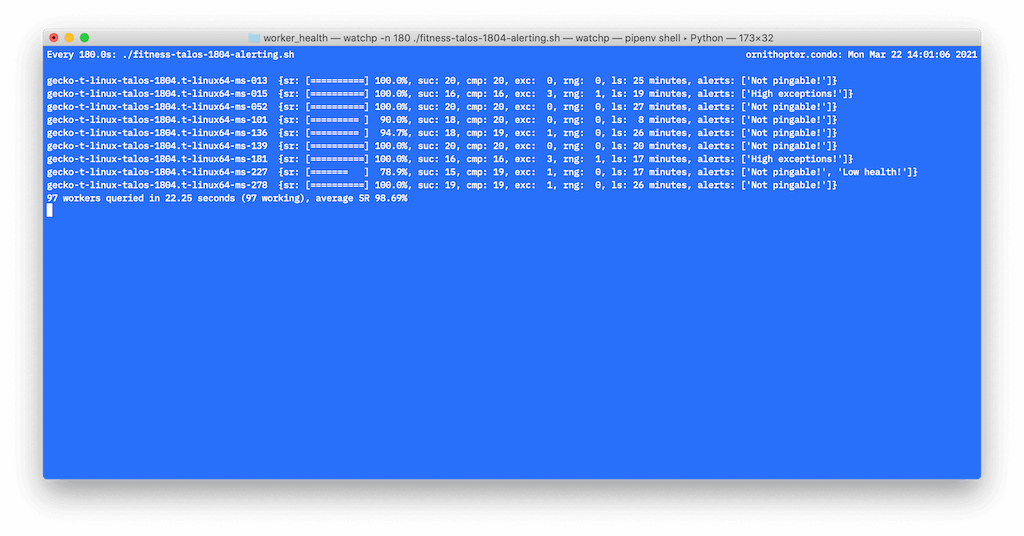 worker_health — watchp -n 180 ./fitness-talos-1804-alerting.sh — watchp — pipenv shell ▸ Python — 173×32
Every 180.0s: ./fitness-talos-1804-alerting.sh ornithopter.condo: Mon Mar 22 14:01:06 2021
gecko-t-linux-talos-1804.t-linux64-ms-013  {sr: [==========] 100.0%, suc: 20, cmp: 20, exc:  0, rng:  0, ls: 25 minutes, alerts: ['Not pingable!']}
gecko-t-linux-talos-1804.t-linux64-ms-015  {sr: [==========] 100.0%, suc: 16, cmp: 16, exc:  3, rng:  1, ls: 19 minutes, alerts: ['High exceptions!']}
gecko-t-linux-talos-1804.t-linux64-ms-052  {sr: [==========] 100.0%, suc: 20, cmp: 20, exc:  0, rng:  0, ls: 27 minutes, alerts: ['Not pingable!']}
gecko-t-linux-talos-1804.t-linux64-ms-101  {sr: [========= ]  90.0%, suc: 18, cmp: 20, exc:  0, rng:  0, ls:  8 minutes, alerts: ['Not pingable!']}
gecko-t-linux-talos-1804.t-linux64-ms-136  {sr: [========= ]  94.7%, suc: 18, cmp: 19, exc:  1, rng:  0, ls: 26 minutes, alerts: ['Not pingable!']}
gecko-t-linux-talos-1804.t-linux64-ms-139  {sr: [==========] 100.0%, suc: 20, cmp: 20, exc:  0, rng:  0, ls: 20 minutes, alerts: ['Not pingable!']}
gecko-t-linux-talos-1804.t-linux64-ms-181  {sr: [==========] 100.0%, suc: 16, cmp: 16, exc:  3, rng:  1, ls: 17 minutes, alerts: ['High exceptions!']}
gecko-t-linux-talos-1804.t-linux64-ms-227  {sr: [=======   ]  78.9%, suc: 15, cmp: 19, exc:  1, rng:  0, ls: 17 minutes, alerts: ['Not pingable!', 'Low health!']}
gecko-t-linux-talos-1804.t-linux64-ms-278  {sr: [==========] 100.0%, suc: 19, cmp: 19, exc:  1, rng:  0, ls: 26 minutes, alerts: ['Not pingable!']}
97 workers queried in 22.25 seconds (97 working), average SR 98.69%